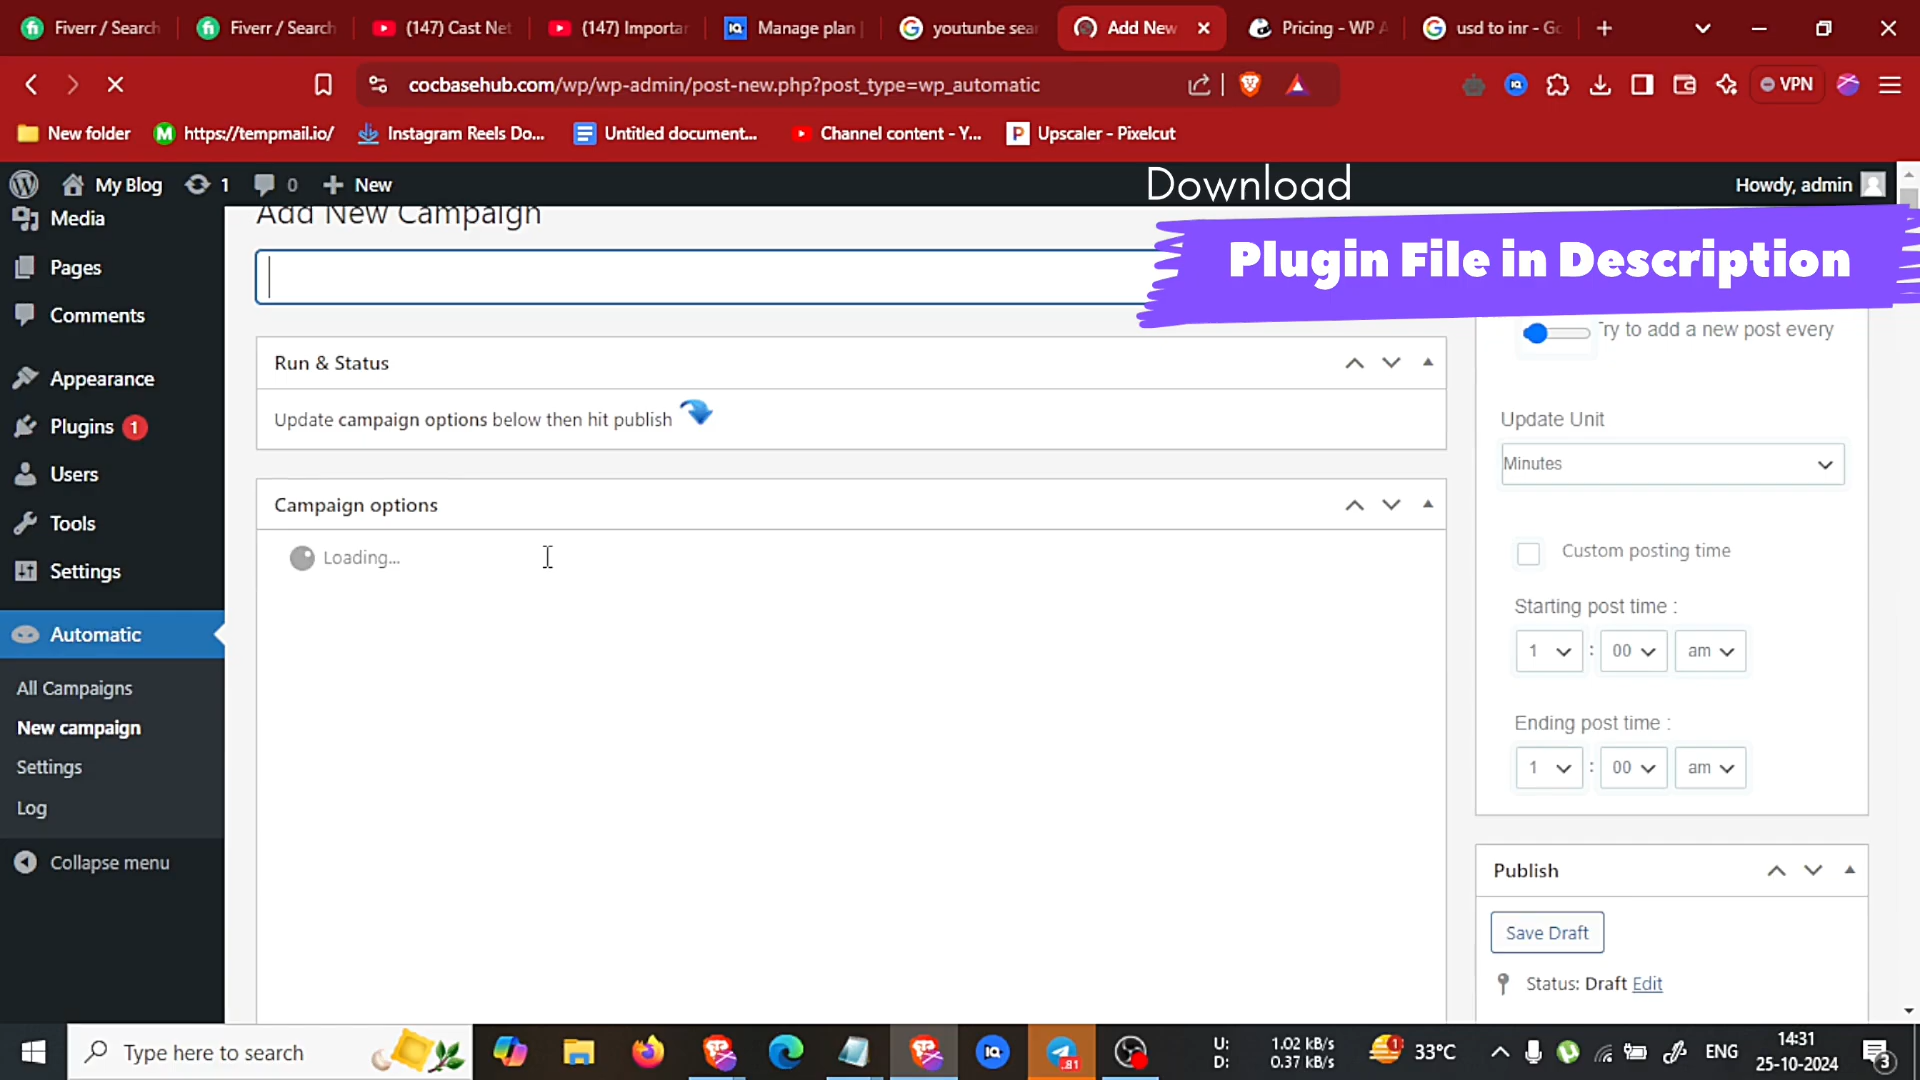 Fiverr / Search
Fiverr / Search
(147) Cast Net
(147) Importa
Manage plan
youtunbe sea
Add New
Pricing - WP A
usd to inr - Go
cocbasehub.com/wp/wp-admin/post-new.php?post_type=wp_automatic
VPN
New folder
https://tempmail.io/
Instagram Reels Do...
Untitled document...
Channel content - Y...
Upscaler - Pixelcut
My Blog
1
0
New
Howdy, admin
Download
Plugin File in Description
Media
Pages
Comments
Appearance
Plugins 1
Users
Tools
Settings
Automatic
All Campaigns
New campaign
Settings
Log
Collapse menu
Add New Campaign
Run & Status
Update campaign options below then hit publish
Campaign options
Loading...
Try to add a new post every
Update Unit
Minutes
Custom posting time
Starting post time :
1 : 00 am
Ending post time :
1 : 00 am
Publish
Save Draft
Status: Draft Edit
Type here to search
81
U: 1.02 kB/s
D: 0.37 kB/s
1
33°C
ENG
14:31
25-10-2024
3